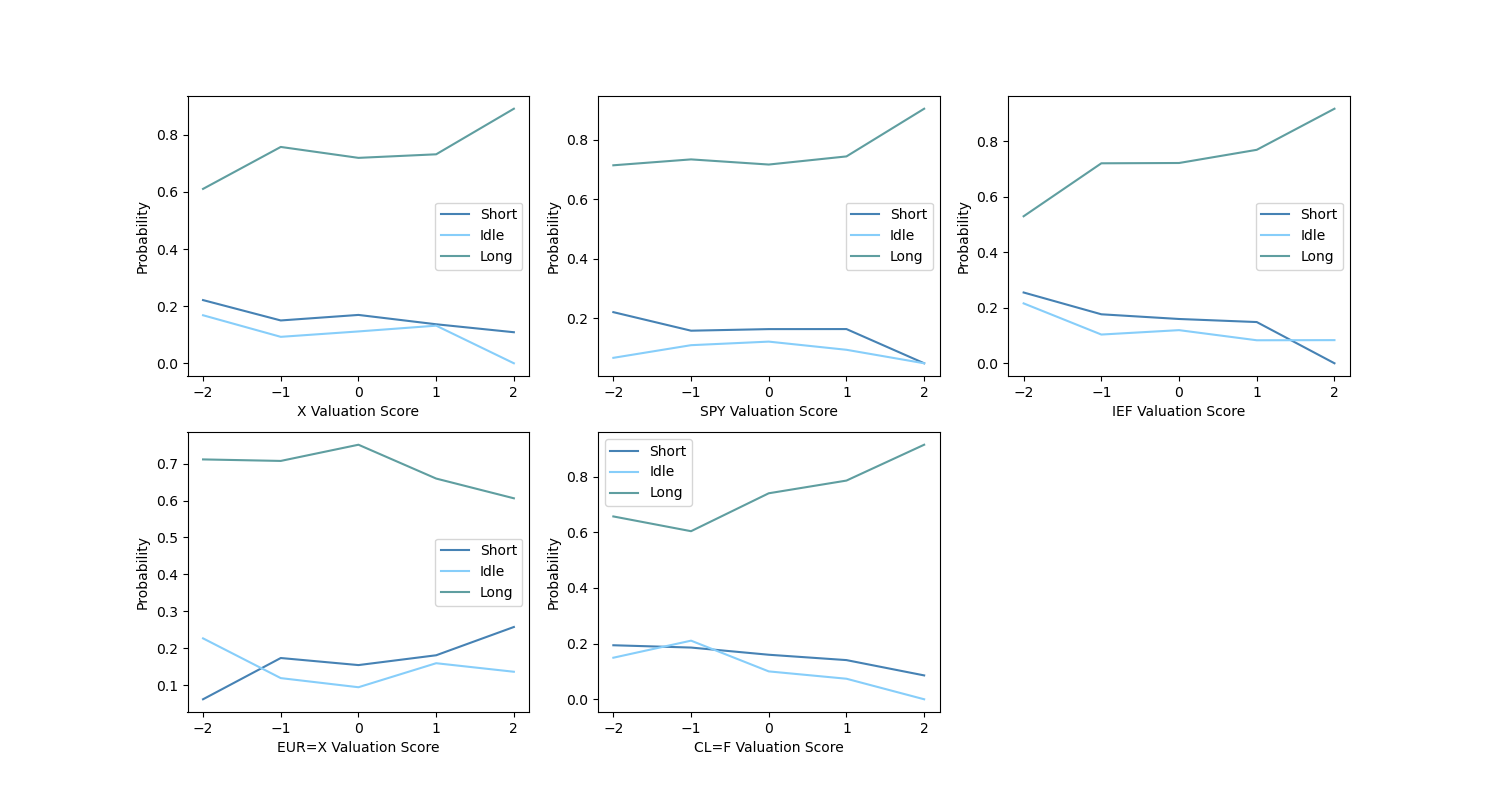 Probability
0.8
0.6
0.4
0.2
0.0
Short
Idle
Long
−2 −1 0 1 2
X Valuation Score
Probability
0.8
0.6
0.4
0.2
Short
Idle
Long
−2 −1 0 1 2
SPY Valuation Score
Probability
0.8
0.6
0.4
0.2
0.0
Short
Idle
Long
−2 −1 0 1 2
IEF Valuation Score
Probability
0.7
0.6
0.5
0.4
0.3
0.2
0.1
Short
Idle
Long
−2 −1 0 1 2
EUR=X Valuation Score
Probability
0.8
0.6
0.4
0.2
0.0
Short
Idle
Long
−2 −1 0 1 2
CL=F Valuation Score